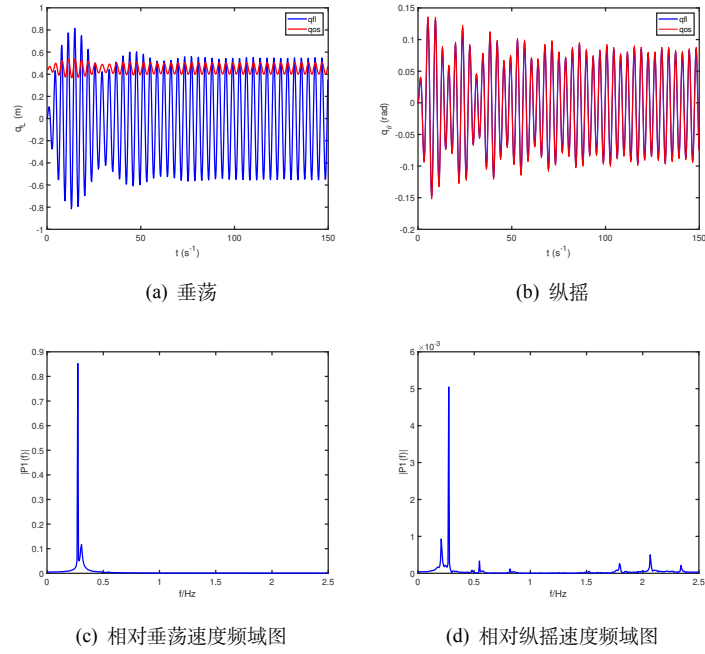 1
0.8
0.6
0.4
0.2
0
-0.2
-0.4
-0.6
-0.8
-1
q_L (m)
0 50 100 150
t (s⁻¹)
qfl
qos
(a) 垂荡
0.2
0.15
0.1
0.05
0
-0.05
-0.1
-0.15
-0.2
q_θ (rad)
0 50 100 150
t (s⁻¹)
qfl
qos
(b) 纵摇
0.9
0.8
0.7
0.6
0.5
0.4
0.3
0.2
0.1
0
|P1(f)|
0 0.5 1 1.5 2 2.5
f/Hz
(c) 相对垂荡速度频域图
×10⁻³
6
5
4
3
2
1
0
|P1(f)|
0 0.5 1 1.5 2 2.5
f/Hz
(d) 相对纵摇速度频域图